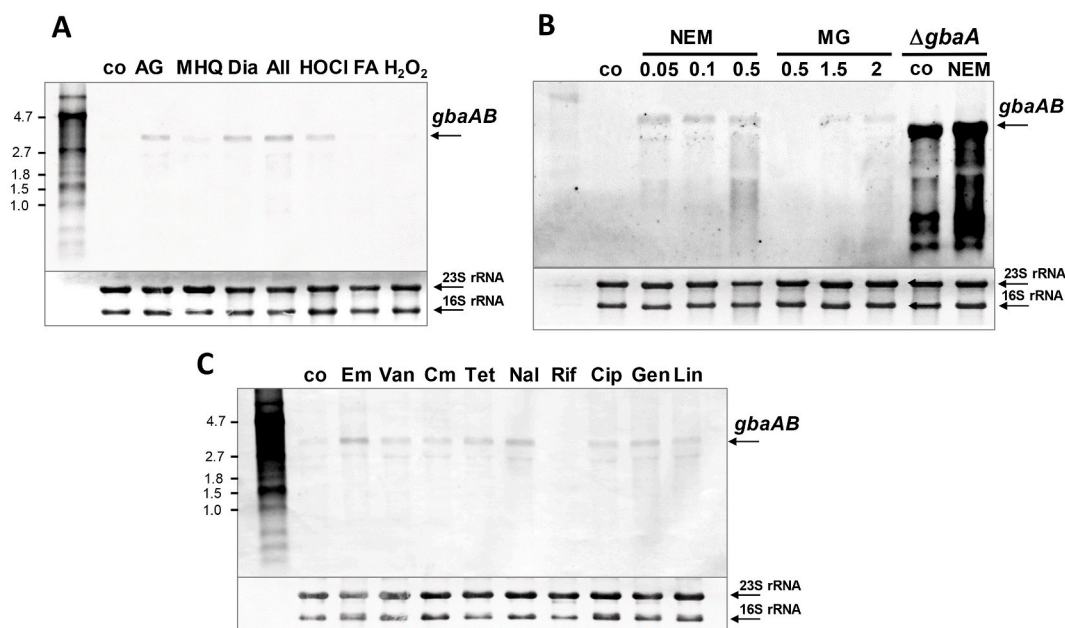 A
co AG MHQ Dia All HOCl FA H₂O₂
4.7
2.7
1.8
1.5
1.0
gbaAB
23S rRNA
16S rRNA
B
NEM MG ΔgbaA
co 0.05 0.1 0.5 0.5 1.5 2 co NEM
gbaAB
23S rRNA
16S rRNA
C
co Em Van Cm Tet Nal Rif Cip Gen Lin
4.7
2.7
1.8
1.5
1.0
gbaAB
23S rRNA
16S rRNA